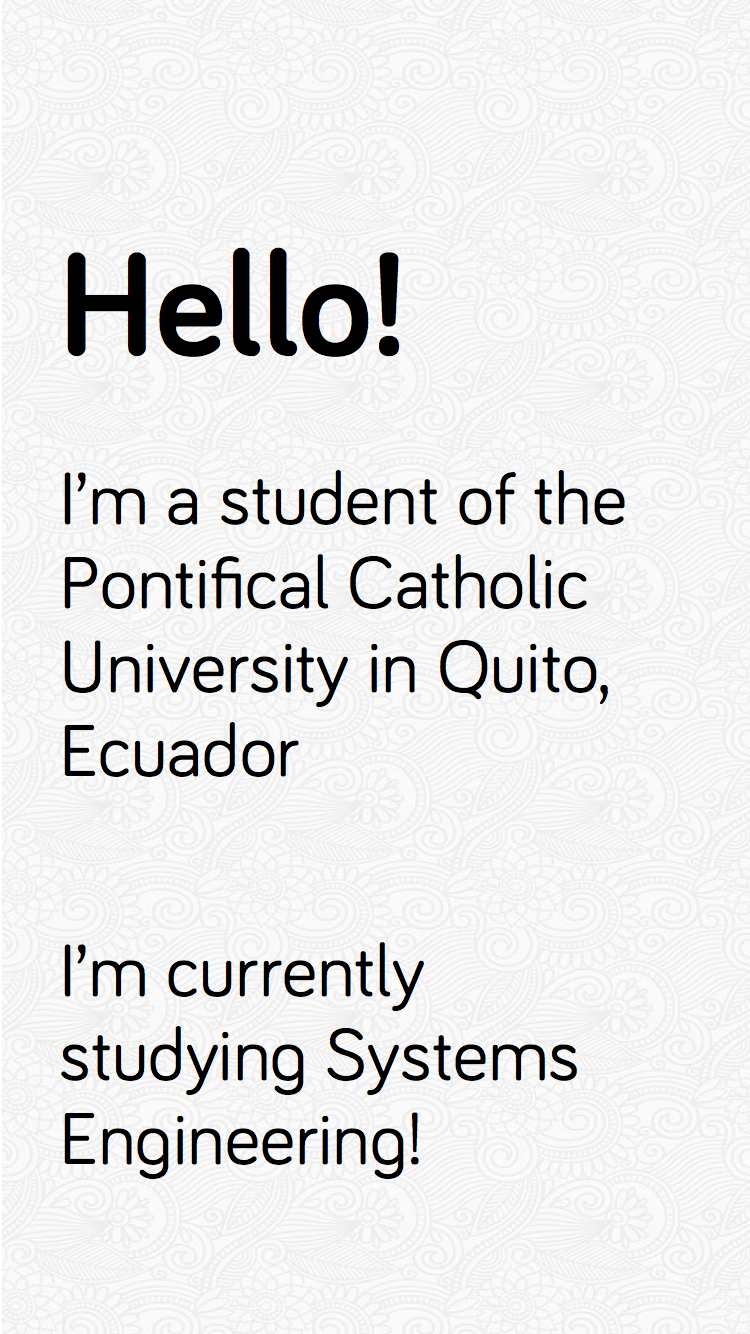 Hello!
I’m a student of the
Pontifical Catholic
University in Quito,
Ecuador
I’m currently
studying Systems
Engineering!